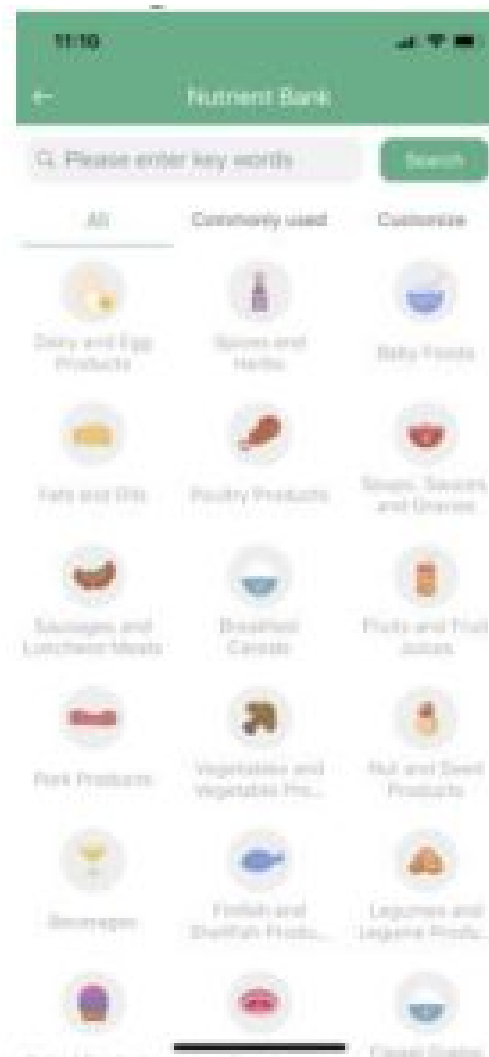 11:19
Nutrient Bank
Please enter key words
Search
All
Commonly used
Customize
Dairy and Egg
Products
Spices and
Herbs
Baby Foods
Fats and Oils
Poultry Products
Soups, Sauces,
and Gravies
Sausages and
Luncheon Meats
Breakfast
Cereals
Fruits and Fruit
Juices
Pork Products
Vegetables and
Vegetable Pro...
Nut and Seed
Products
Beverages
Finfish and
Shellfish Produ...
Legumes and
Legume Produ...